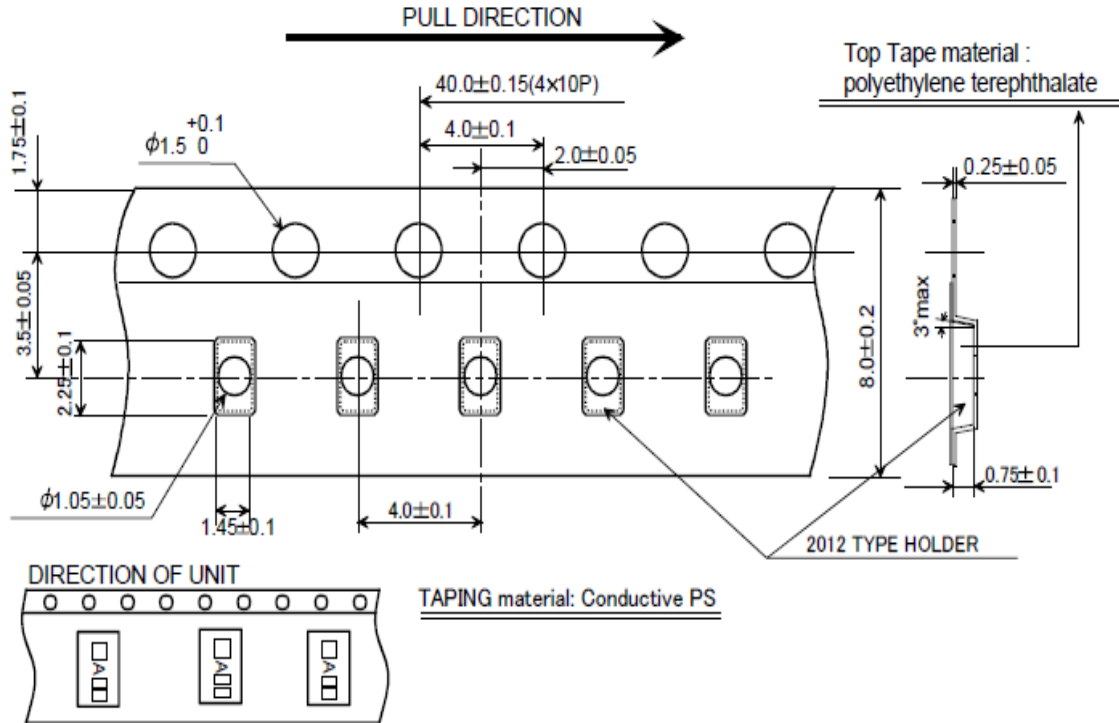 PULL DIRECTION
Top Tape material :
polyethylene terephthalate
40.0±0.15(4×10P)
1.75±0.1
+0.1
ϕ1.5 0
4.0±0.1
2.0±0.05
0.25±0.05
3.5±0.05
2.25±0.1
3°max
8.0±0.2
ϕ1.05±0.05
1.45±0.1
4.0±0.1
0.75±0.1
2012 TYPE HOLDER
DIRECTION OF UNIT
TAPING material: Conductive PS
A
A
A